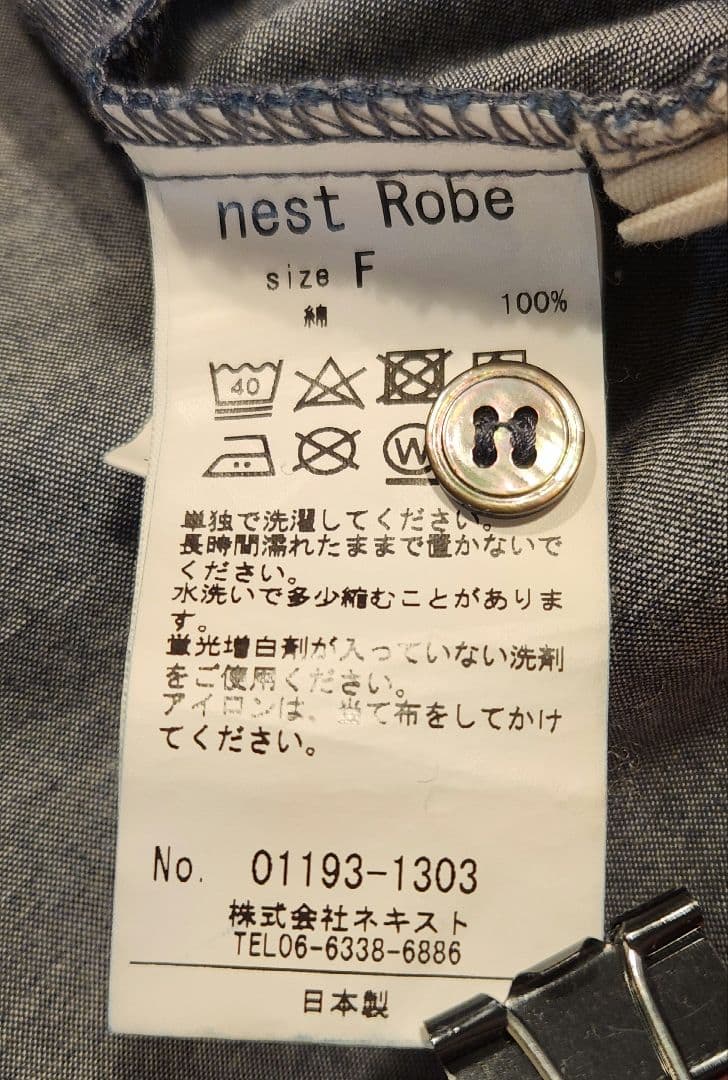 nest Robe
size F
綿 100%
40
W
単独で洗濯してください。
長時間濡れたままで置かないで
ください。
水洗いで多少縮むことがありま
す。
蛍光増白剤が入っていない洗剤
をご使用ください。
アイロンは、当て布をしてかけ
てください。
No. 01193-1303
株式会社ネキスト
TEL06-6338-6886
日本製